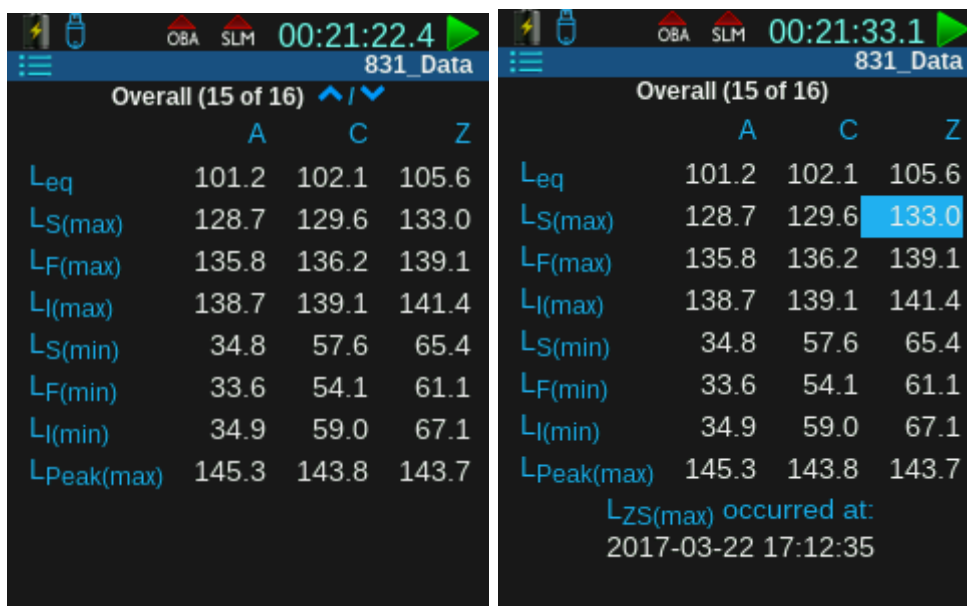 OBA SLM 00:21:22.4
831_Data
Overall (15 of 16) /
A C Z
Leq 101.2 102.1 105.6
LS(max) 128.7 129.6 133.0
LF(max) 135.8 136.2 139.1
LI(max) 138.7 139.1 141.4
LS(min) 34.8 57.6 65.4
LF(min) 33.6 54.1 61.1
LI(min) 34.9 59.0 67.1
LPeak(max) 145.3 143.8 143.7
OBA SLM 00:21:33.1
831_Data
Overall (15 of 16)
A C Z
Leq 101.2 102.1 105.6
LS(max) 128.7 129.6 133.0
LF(max) 135.8 136.2 139.1
LI(max) 138.7 139.1 141.4
LS(min) 34.8 57.6 65.4
LF(min) 33.6 54.1 61.1
LI(min) 34.9 59.0 67.1
LPeak(max) 145.3 143.8 143.7
LZS(max) occurred at:
2017-03-22 17:12:35